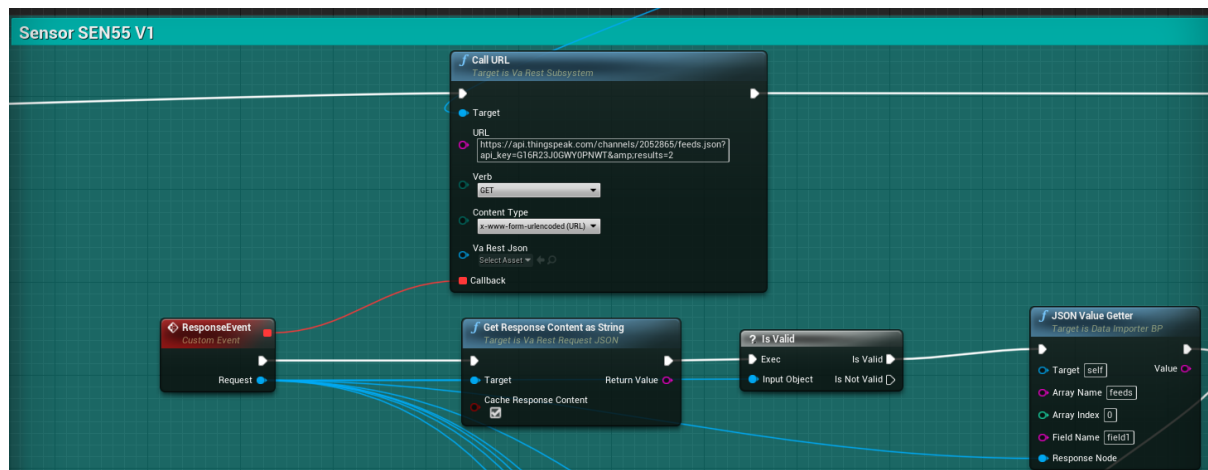 Sensor SEN55 V1
f Call URL
Target is Va Rest Subsystem
Target
URL
https://api.thingspeak.com/channels/2052865/feeds.json?
api_key=G16R23J0GWY0PNWT&amp;results=2
Verb
GET
Content Type
x-www-form-urlencoded (URL)
Va Rest Json
Select Asset
Callback
ResponseEvent
Custom Event
Request
f Get Response Content as String
Target is Va Rest Request JSON
Target Return Value
Cache Response Content
? Is Valid
Exec Is Valid
Input Object Is Not Valid
f JSON Value Getter
Target is Data Importer BP
Target self Value
Array Name feeds
Array Index 0
Field Name field1
Response Node